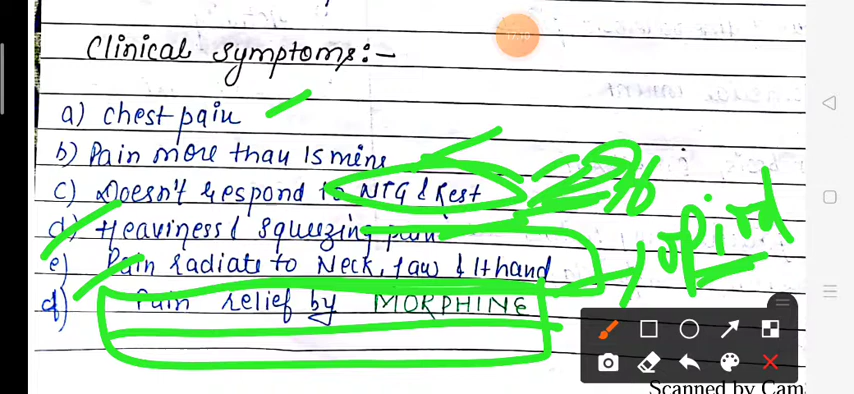 Clinical Symptoms:-
a) Chest pain
b) Pain more than 15 mins
c) Doesn't respond to NTG & Rest
d) Heaviness & squeezing pain
e) Pain radiate to Neck, Jaw & lt hand
f) Pain relief by MORPHINE
opioid
Scanned by Cam